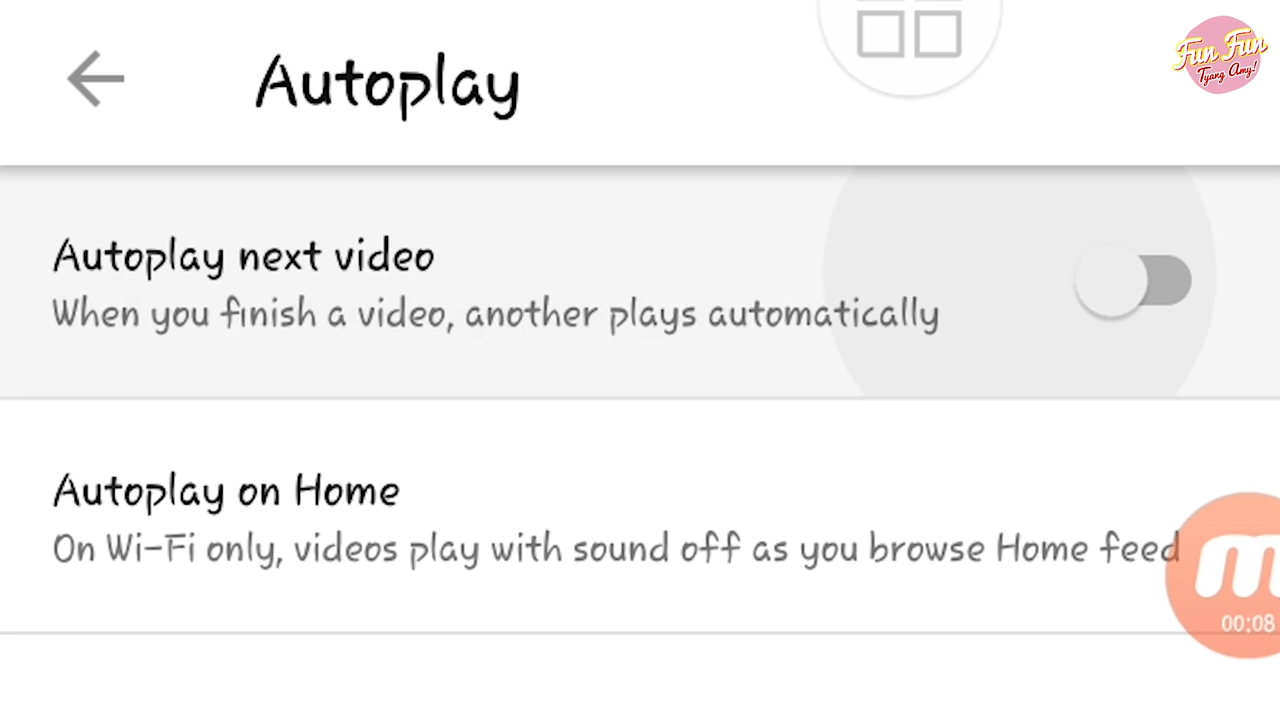 Autoplay
Fun Fun
Tyang Amy!
Autoplay next video
When you finish a video, another plays automatically
Autoplay on Home
On Wi-Fi only, videos play with sound off as you browse Home feed
m
00:08